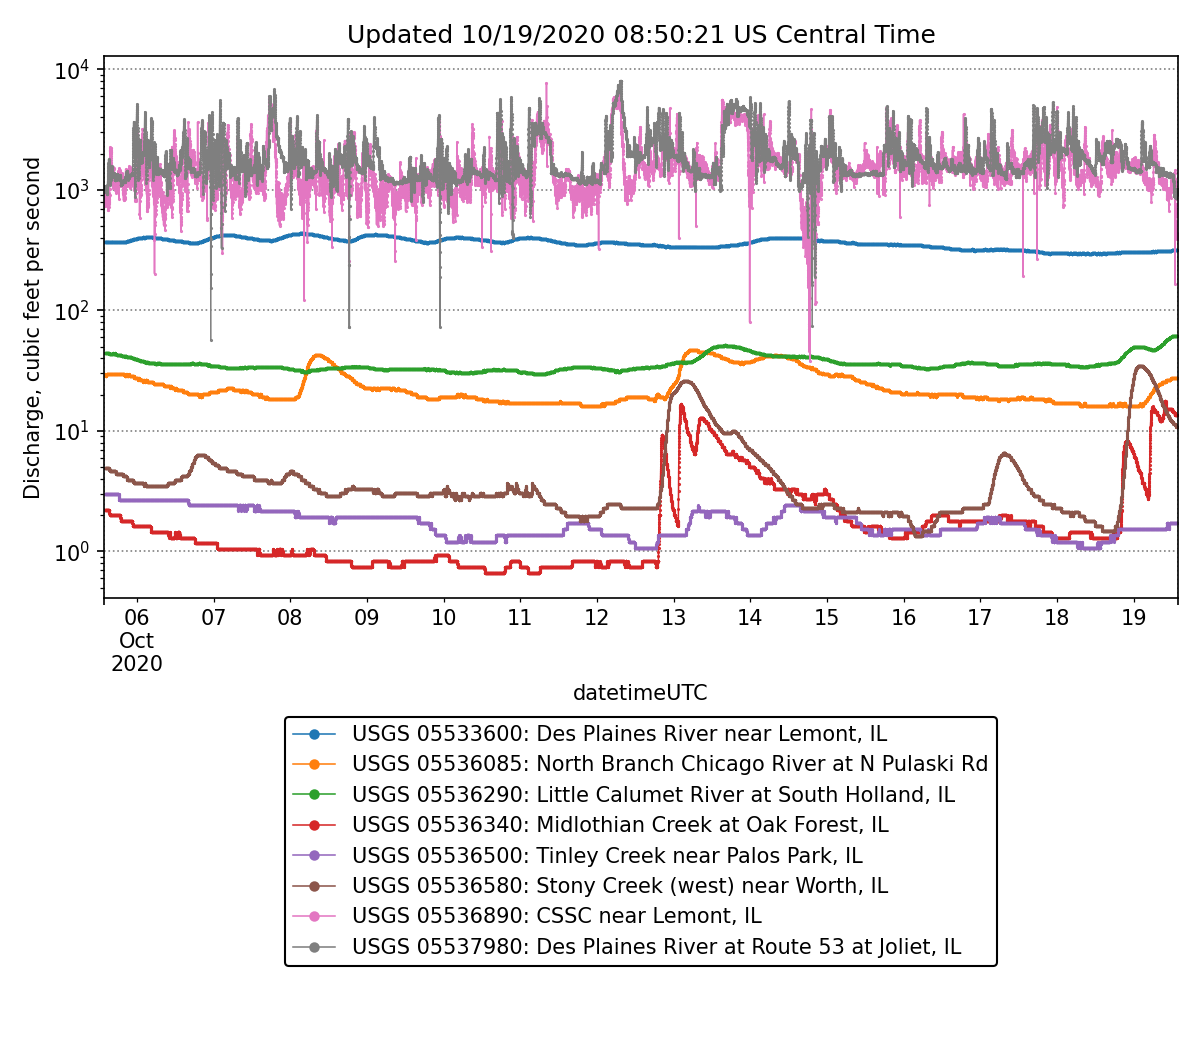 Updated 10/19/2020 08:50:21 US Central Time
Discharge, cubic feet per second
10⁴
10³
10²
10¹
10⁰
06 07 08 09 10 11 12 13 14 15 16 17 18 19
Oct
2020
datetimeUTC
USGS 05533600: Des Plaines River near Lemont, IL
USGS 05536085: North Branch Chicago River at N Pulaski Rd
USGS 05536290: Little Calumet River at South Holland, IL
USGS 05536340: Midlothian Creek at Oak Forest, IL
USGS 05536500: Tinley Creek near Palos Park, IL
USGS 05536580: Stony Creek (west) near Worth, IL
USGS 05536890: CSSC near Lemont, IL
USGS 05537980: Des Plaines River at Route 53 at Joliet, IL